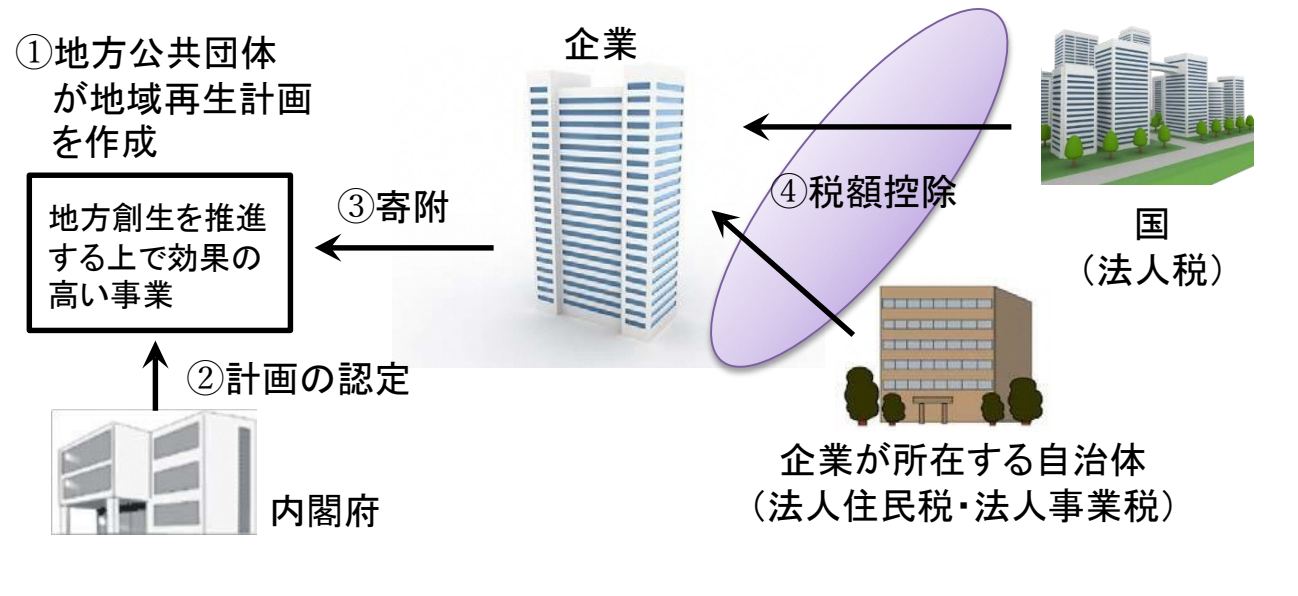 ①地方公共団体
が地域再生計画
を作成
地方創生を推進
する上で効果の
高い事業
②計画の認定
内閣府
③寄附
企業
④税額控除
国
（法人税）
企業が所在する自治体
（法人住民税・法人事業税）